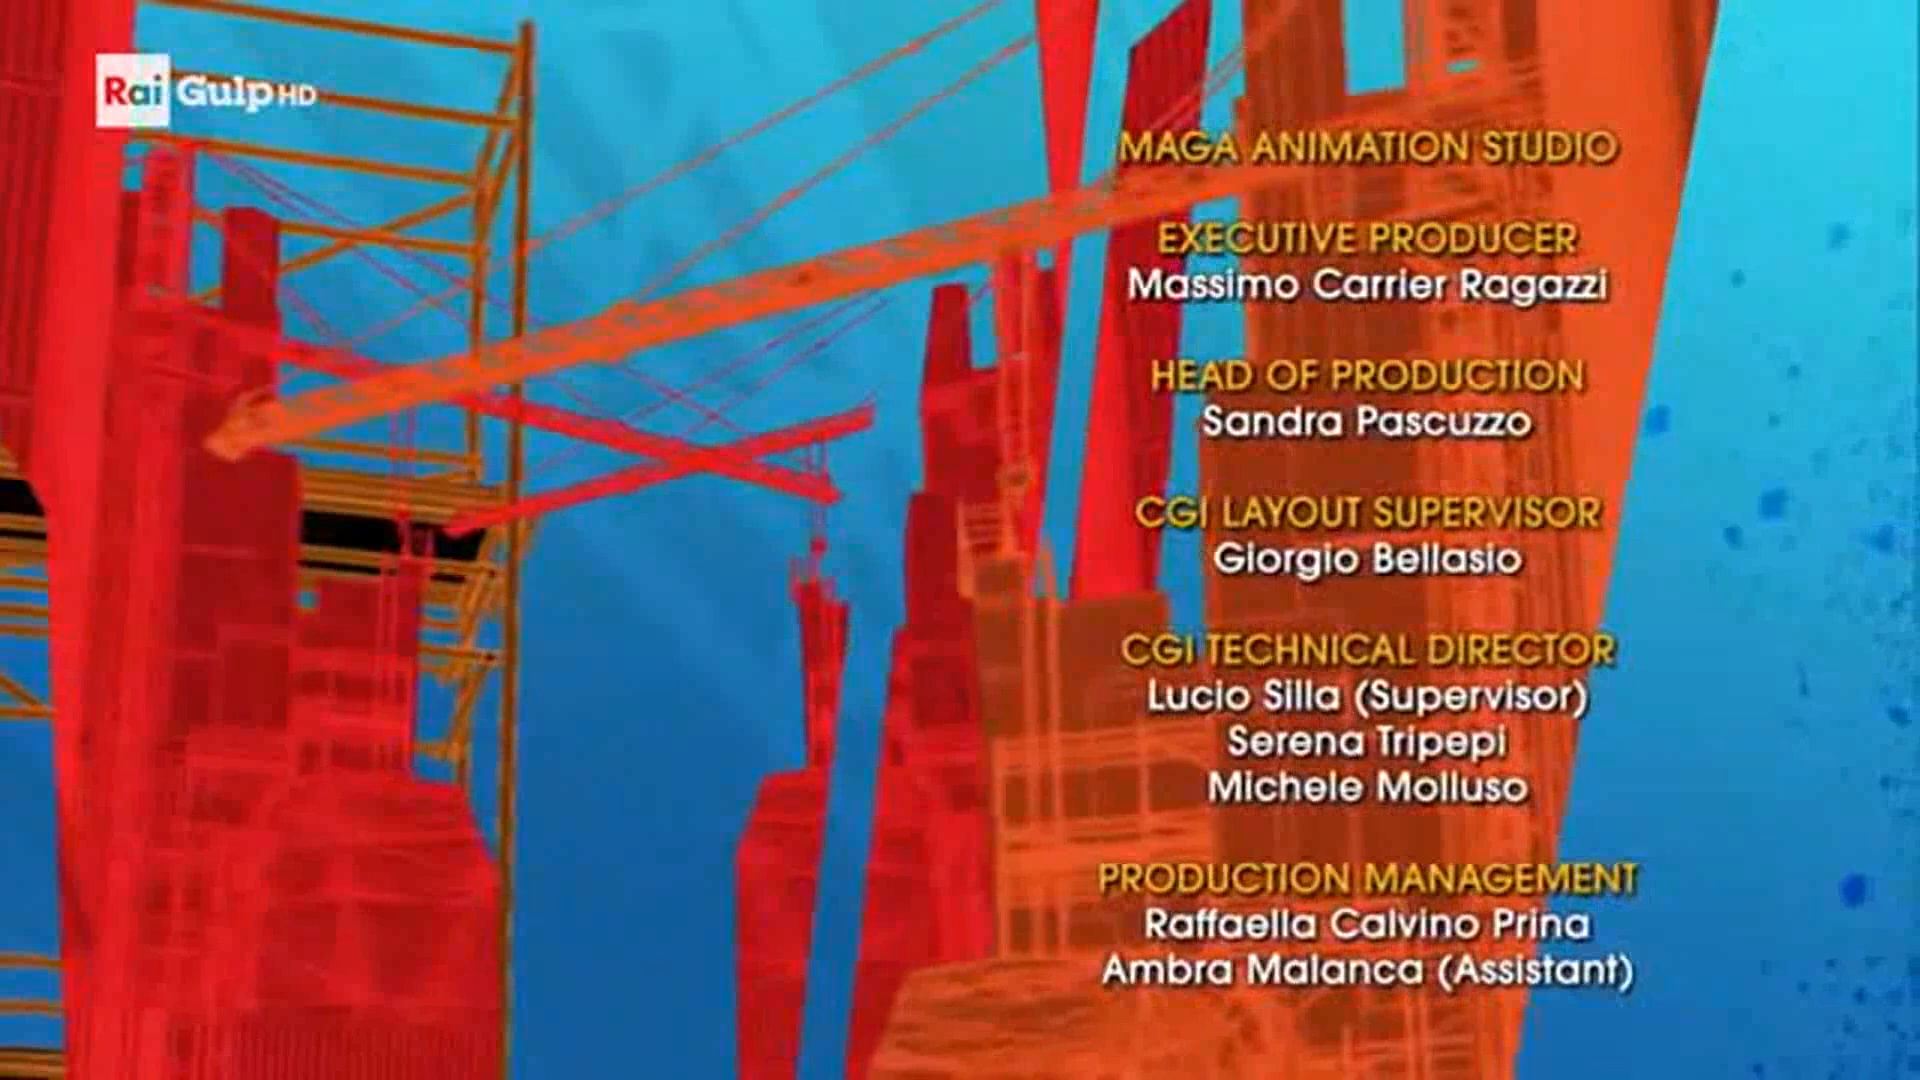 Rai Gulp HD
MAGA ANIMATION STUDIO
EXECUTIVE PRODUCER
Massimo Carrier Ragazzi
HEAD OF PRODUCTION
Sandra Pascuzzo
CGI LAYOUT SUPERVISOR
Giorgio Bellasio
CGI TECHNICAL DIRECTOR
Lucio Silla (Supervisor)
Serena Tripepi
Michele Molluso
PRODUCTION MANAGEMENT
Raffaella Calvino Prina
Ambra Malanca (Assistant)